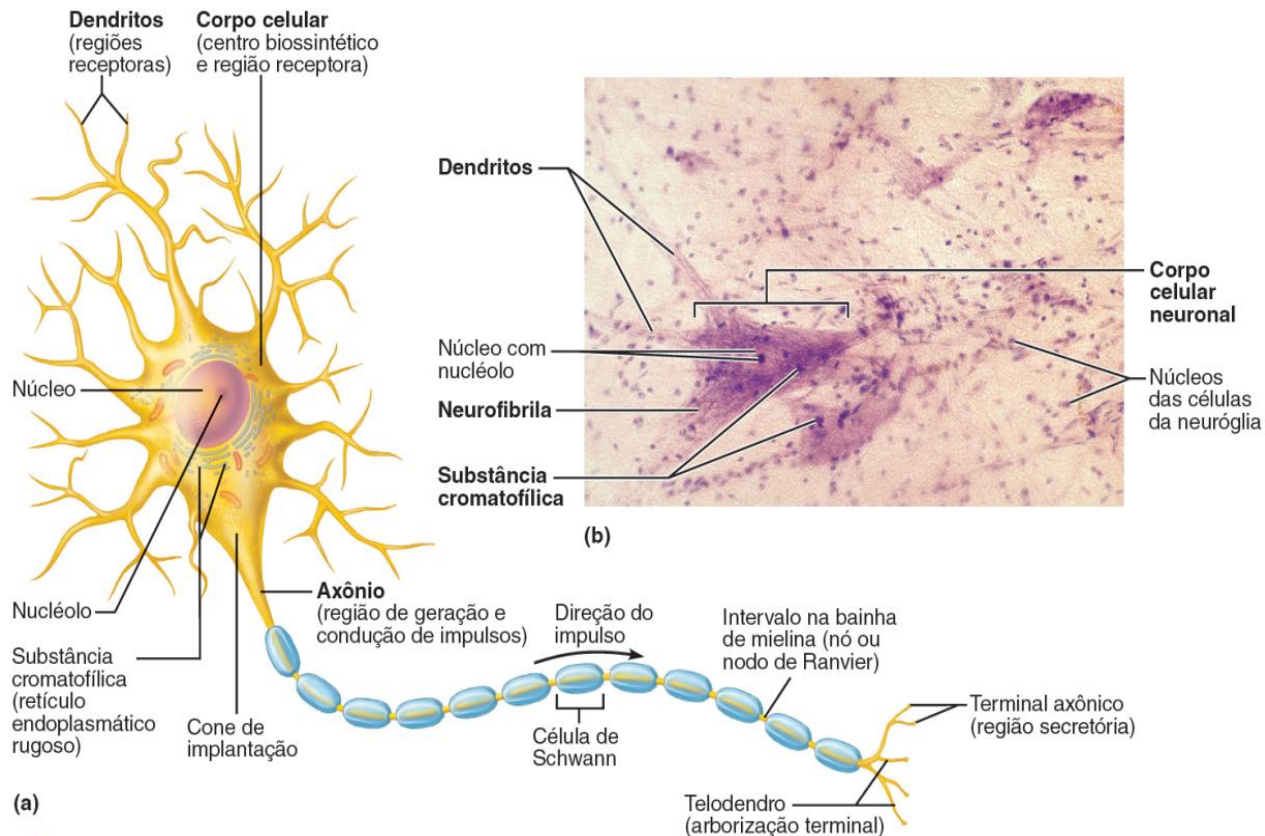 Dendritos
(regiões
receptoras)
Corpo celular
(centro biossintético
e região receptora)
Núcleo
Nucléolo
Substância
cromatofílica
(retículo
endoplasmático
rugoso)
Cone de
implantação
Axônio
(região de geração e
condução de impulsos)
Direção do
impulso
Célula de
Schwann
Intervalo na bainha
de mielina (nó ou
nodo de Ranvier)
Terminal axônico
(região secretória)
Telodendro
(arborização terminal)
(a)
Dendritos
Núcleo com
nucléolo
Neurofibrila
Substância
cromatofílica
Corpo
celular
neuronal
Núcleos
das células
da neuróglia
(b)